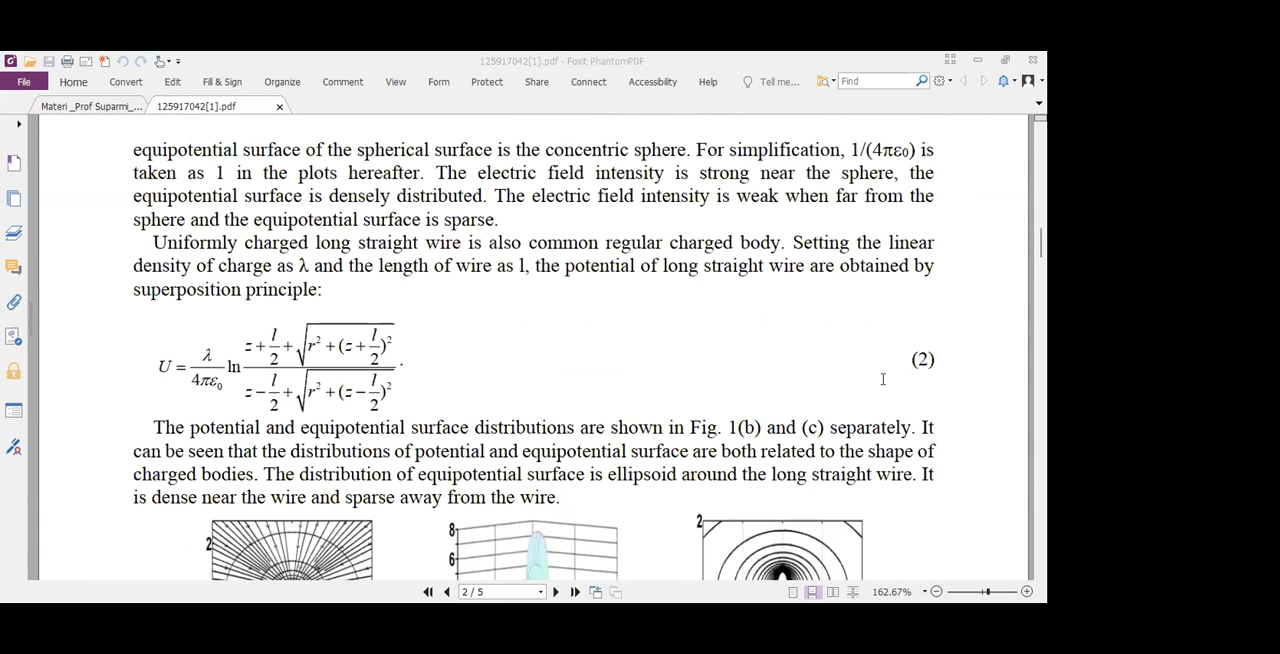 125917042[1].pdf - Foxit PhantomPDF
File Home Convert Edit Fill & Sign Organize Comment View Form Protect Share Connect Accessibility Help Tell me... Find
Materi _Prof Suparmi_... 125917042[1].pdf
equipotential surface of the spherical surface is the concentric sphere. For simplification, 1/(4πε₀) is
taken as 1 in the plots hereafter. The electric field intensity is strong near the sphere, the
equipotential surface is densely distributed. The electric field intensity is weak when far from the
sphere and the equipotential surface is sparse.
Uniformly charged long straight wire is also common regular charged body. Setting the linear
density of charge as λ and the length of wire as l, the potential of long straight wire are obtained by
superposition principle:
U = λ/(4πε₀) ln (z + l/2 + √(r² + (z + l/2)²))/(z − l/2 + √(r² + (z − l/2)²)) . (2)
The potential and equipotential surface distributions are shown in Fig. 1(b) and (c) separately. It
can be seen that the distributions of potential and equipotential surface are both related to the shape of
charged bodies. The distribution of equipotential surface is ellipsoid around the long straight wire. It
is dense near the wire and sparse away from the wire.
2 8 6 2
2 / 5 162.67%